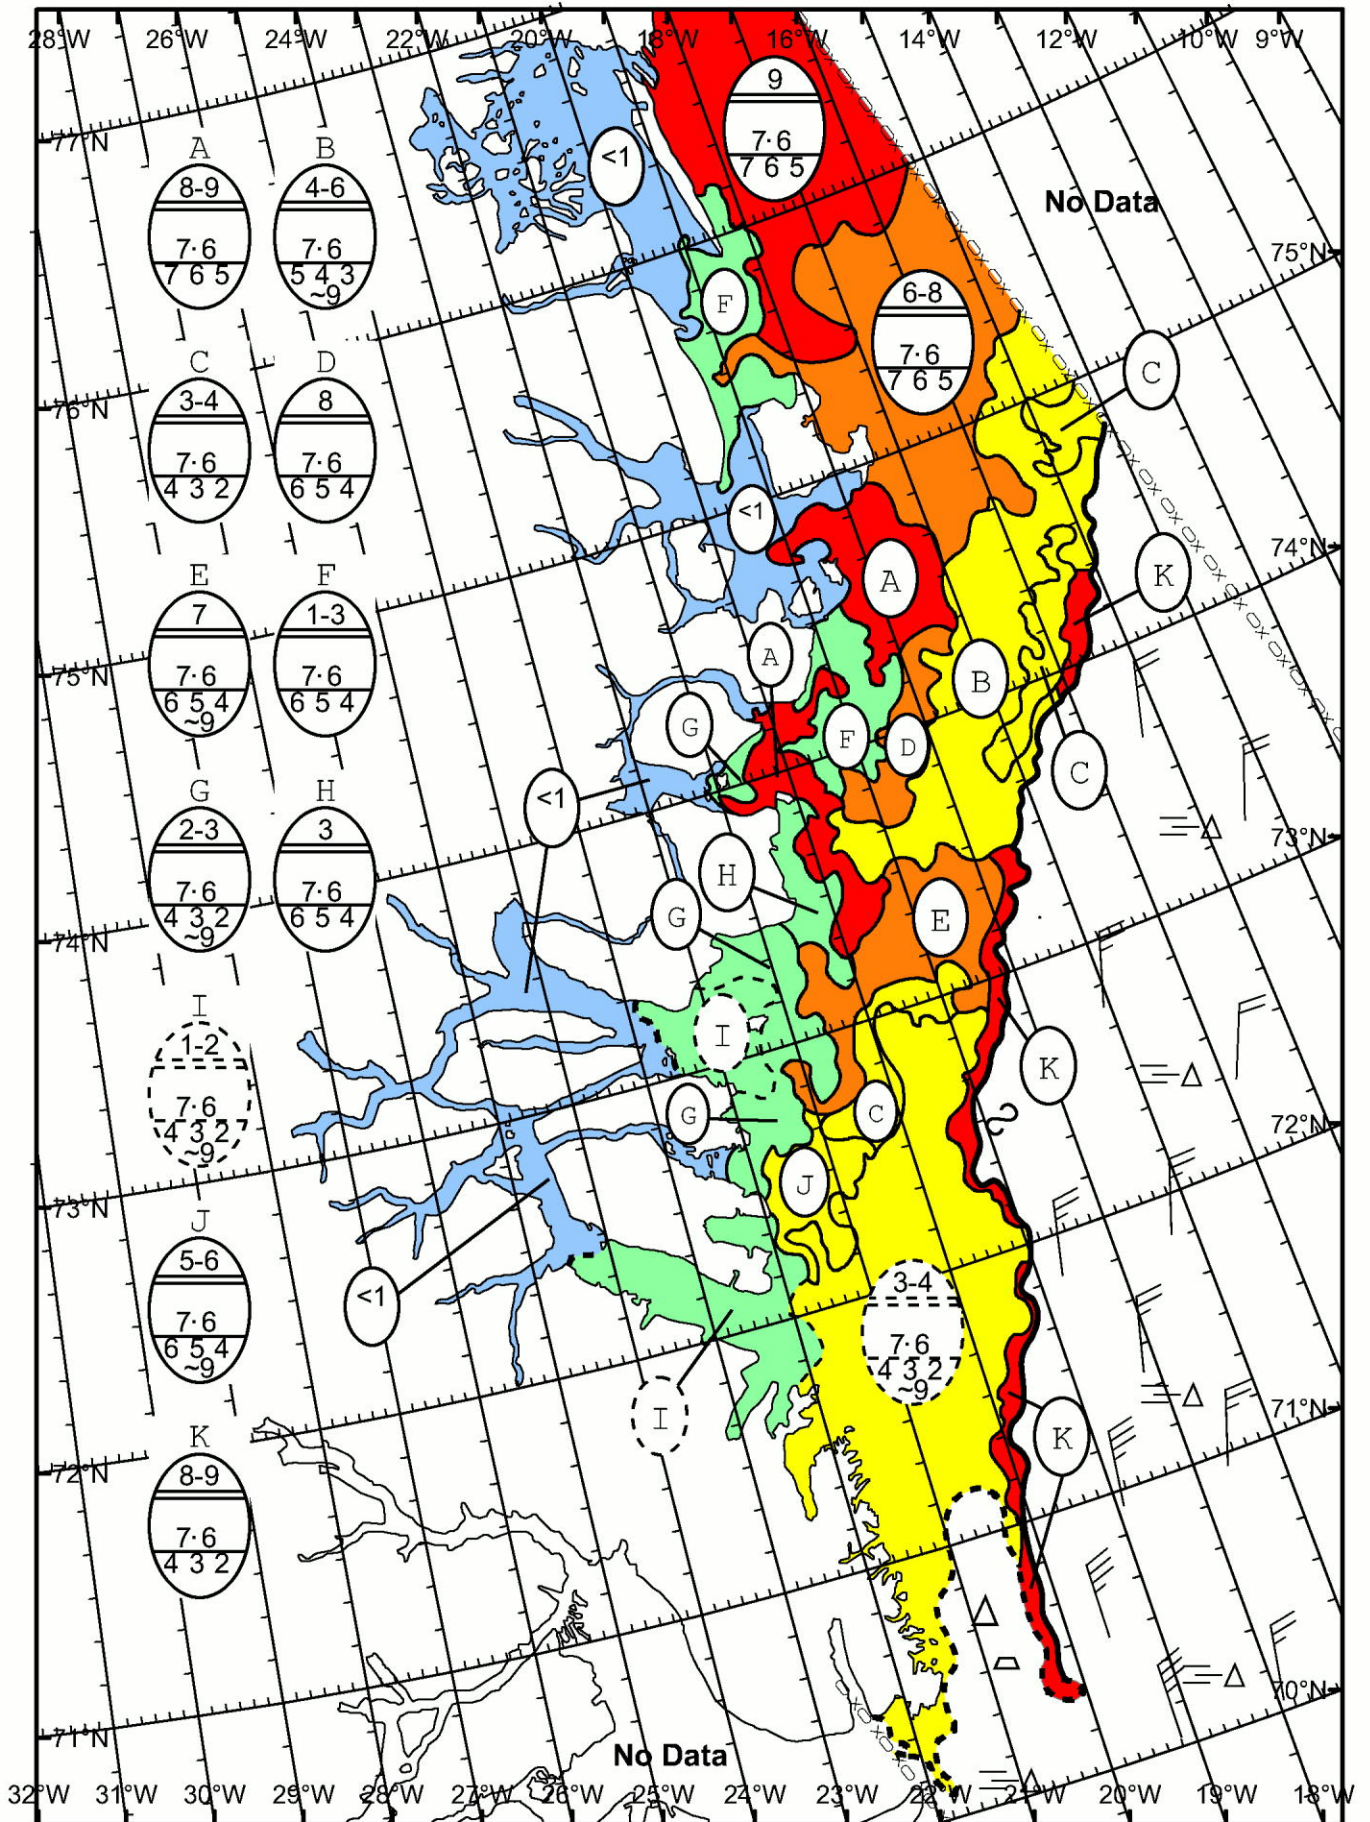 28°W 26°W 24°W 22°W 20°W 18°W 16°W 14°W 12°W 10°W 9°W
77°N
76°N
75°N
74°N
73°N
72°N
71°N
75°N
74°N
73°N
72°N
71°N
70°N
A
8-9
7·6
7 6 5
B
4-6
7·6
5 4 3
~9
C
3-4
7·6
4 3 2
D
8
7·6
6 5 4
E
7
7·6
6 5 4
~9
F
1-3
7·6
6 5 4
G
2-3
7·6
4 3 2
~9
H
3
7·6
6 5 4
I
1-2
7·6
4 3 2
~9
J
5-6
7·6
6 5 4
~9
K
8-9
7·6
4 3 2
9
7·6
7 6 5
<1
No Data
F
6-8
7·6
7 6 5
C
<1
A
K
A
B
G
F
D
C
<1
H
G
E
I
K
G
C
J
<1
3-4
7·6
4 3 2
~9
I
K
No Data
32°W 31°W 30°W 29°W 28°W 27°W 26°W 25°W 24°W 23°W 22°W 21°W 20°W 19°W 18°W